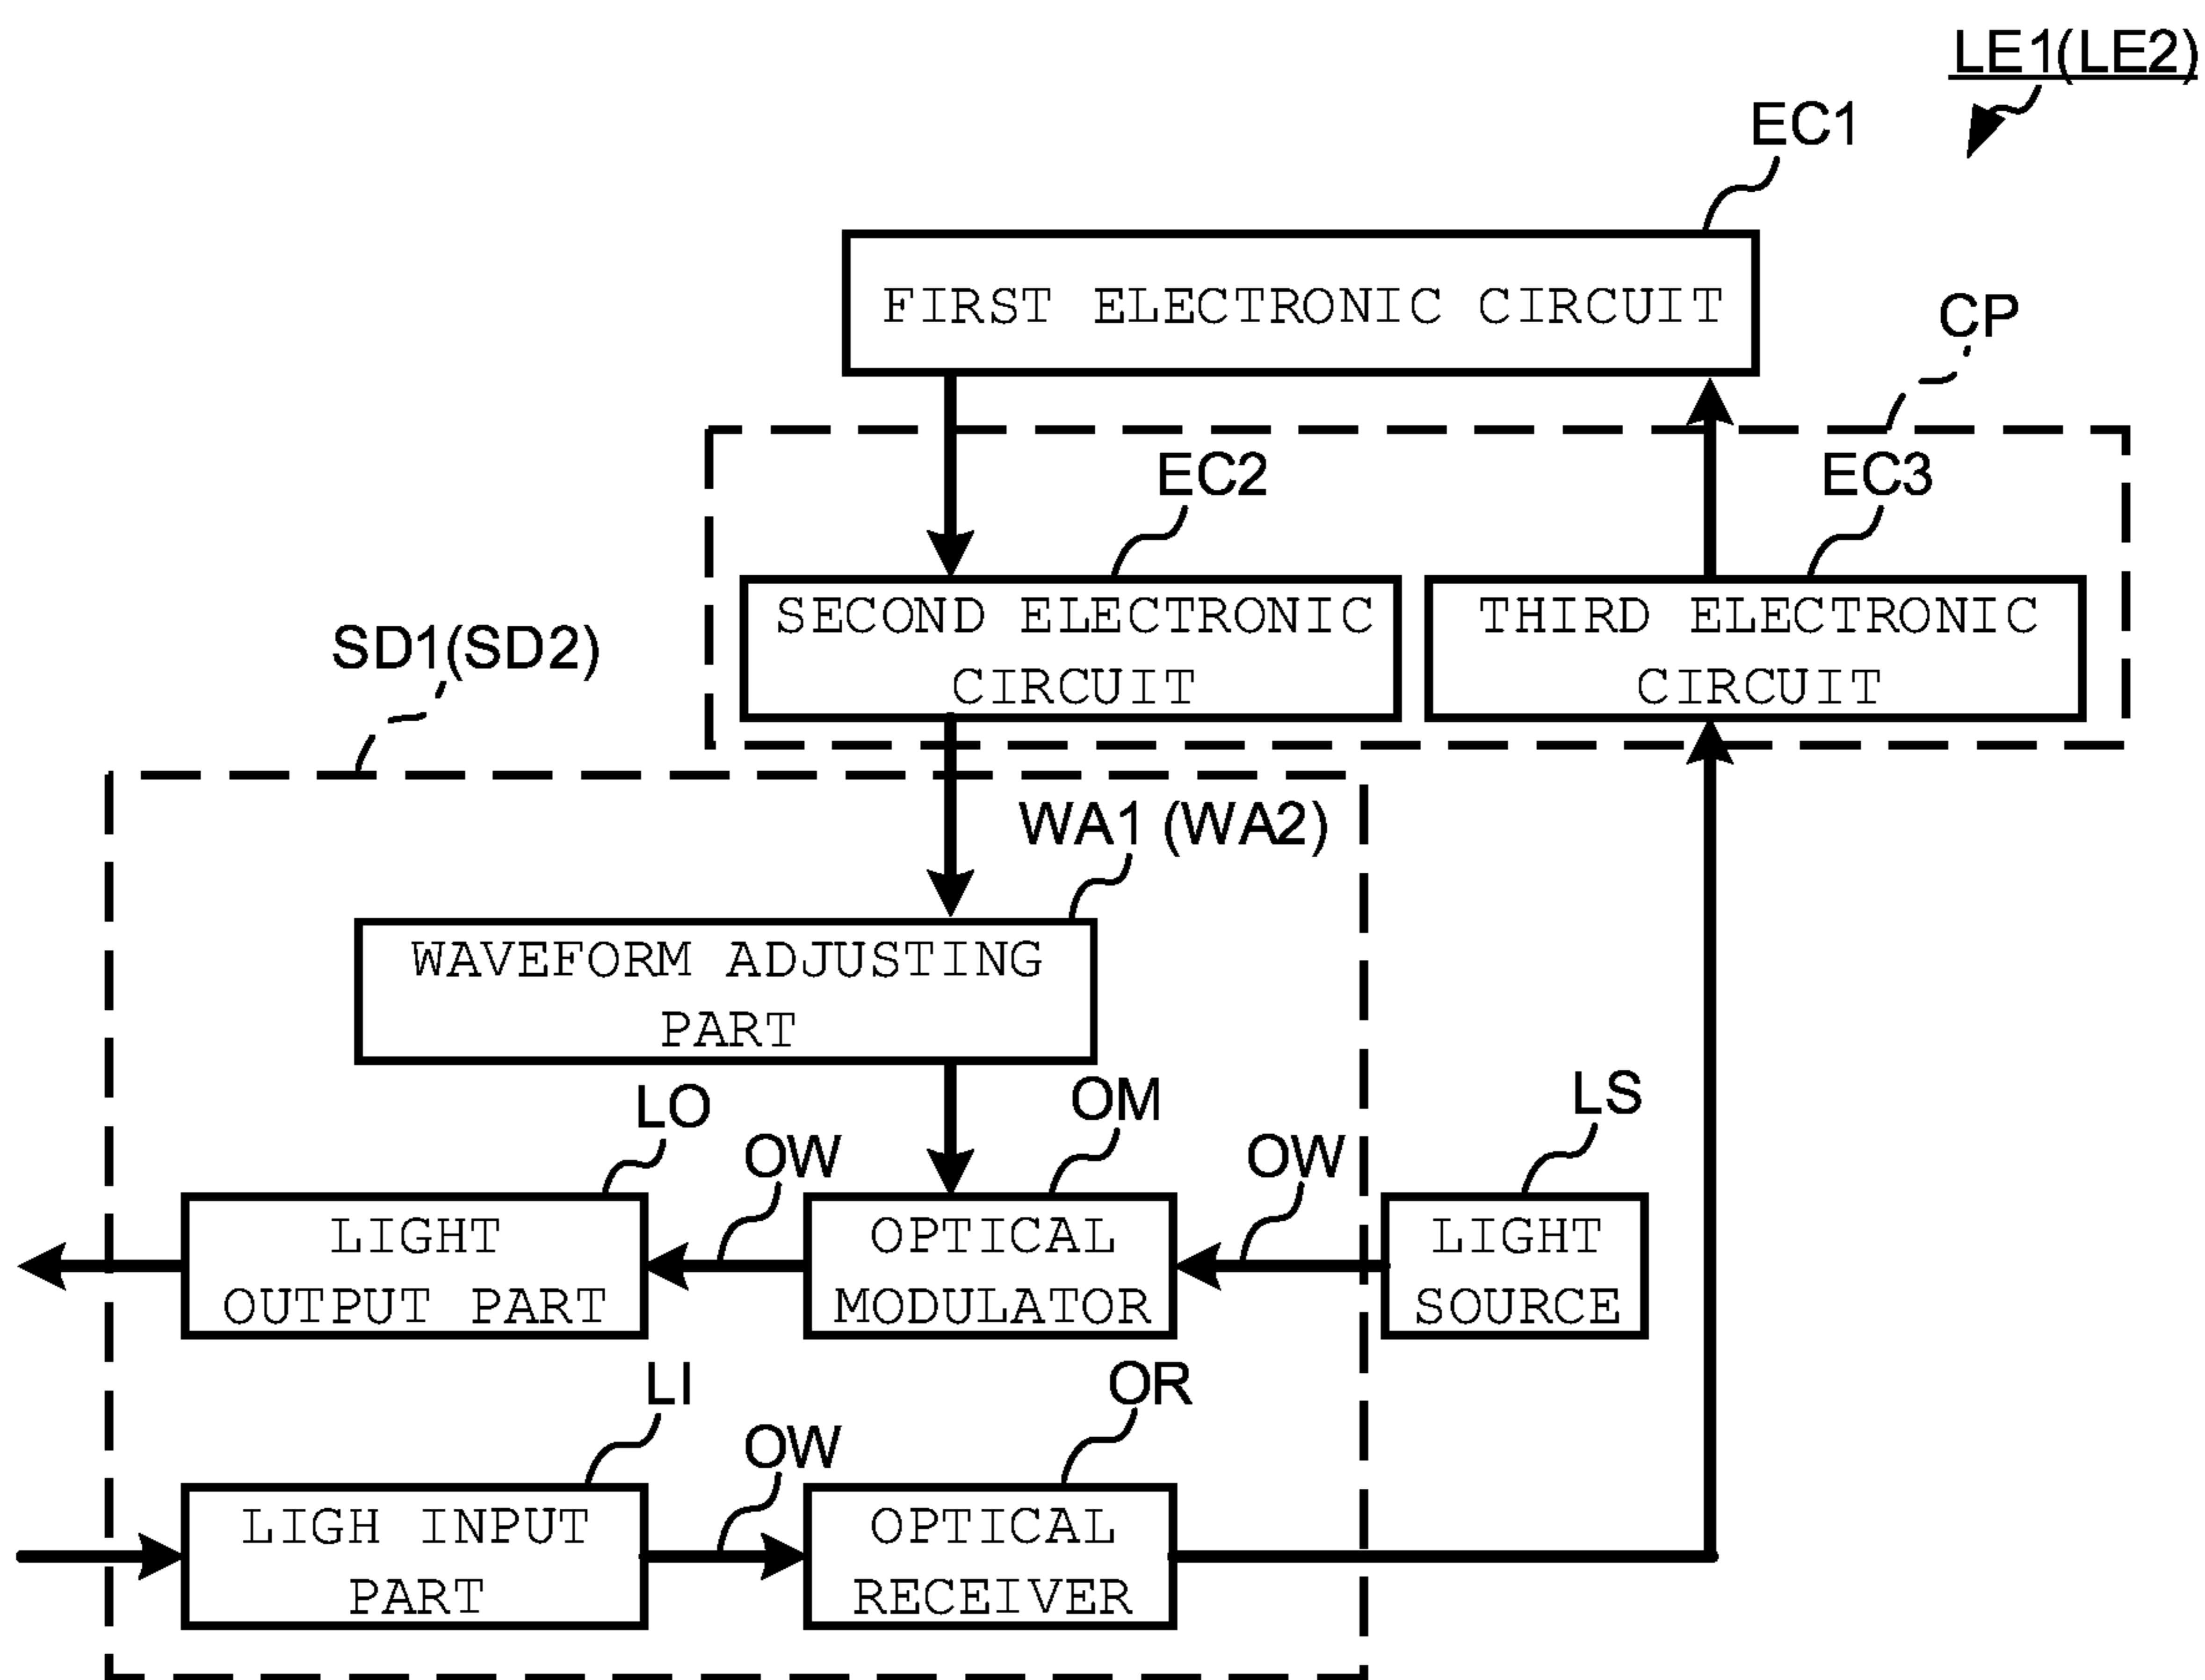 LE1(LE2)
EC1
FIRST ELECTRONIC CIRCUIT
CP
EC2
EC3
SECOND ELECTRONIC
CIRCUIT
THIRD ELECTRONIC
CIRCUIT
SD1(SD2)
WA1 (WA2)
WAVEFORM ADJUSTING
PART
LO
OW
OM
OW
LS
LIGHT
OUTPUT PART
OPTICAL
MODULATOR
LIGHT
SOURCE
LI
OW
OR
LIGH INPUT
PART
OPTICAL
RECEIVER